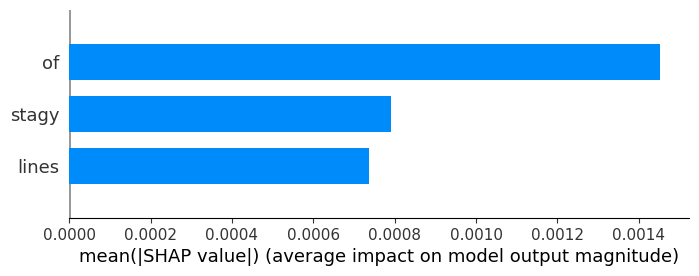 of
stagy
lines
0.0000 0.0002 0.0004 0.0006 0.0008 0.0010 0.0012 0.0014
mean(|SHAP value|) (average impact on model output magnitude)